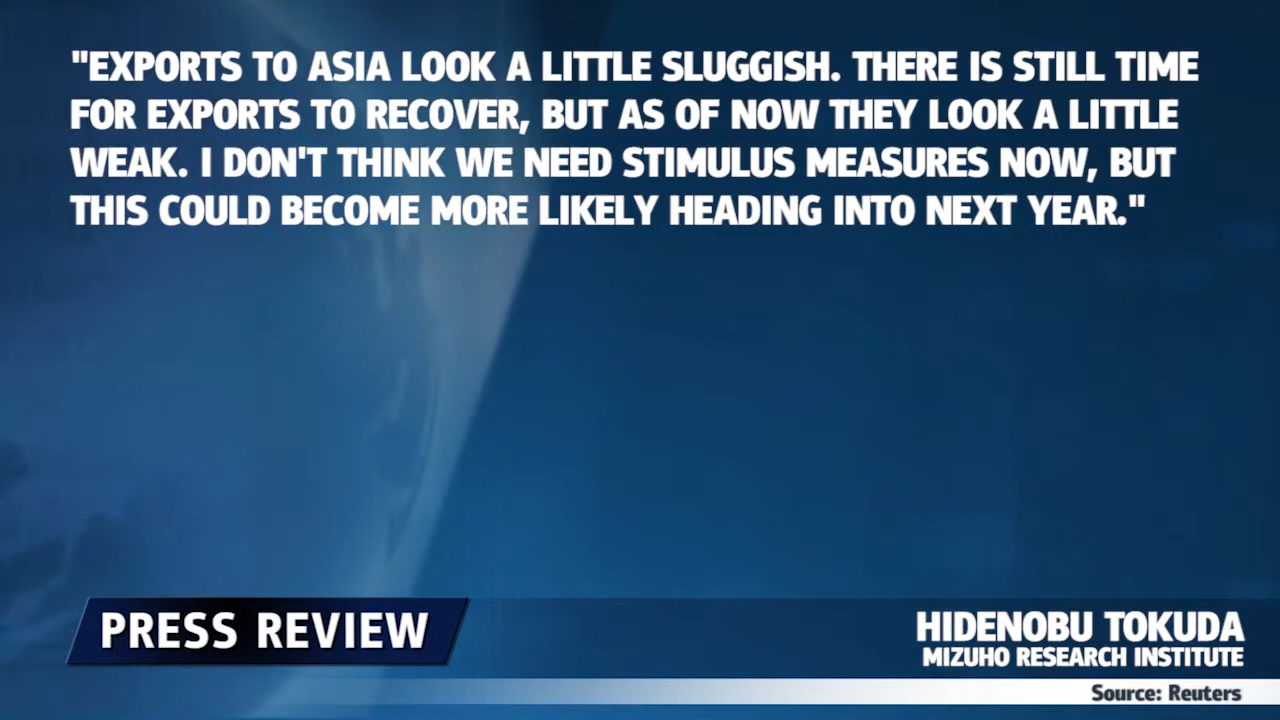 "EXPORTS TO ASIA LOOK A LITTLE SLUGGISH. THERE IS STILL TIME
FOR EXPORTS TO RECOVER, BUT AS OF NOW THEY LOOK A LITTLE
WEAK. I DON'T THINK WE NEED STIMULUS MEASURES NOW, BUT
THIS COULD BECOME MORE LIKELY HEADING INTO NEXT YEAR."
PRESS REVIEW
HIDENOBU TOKUDA
MIZUHO RESEARCH INSTITUTE
Source: Reuters